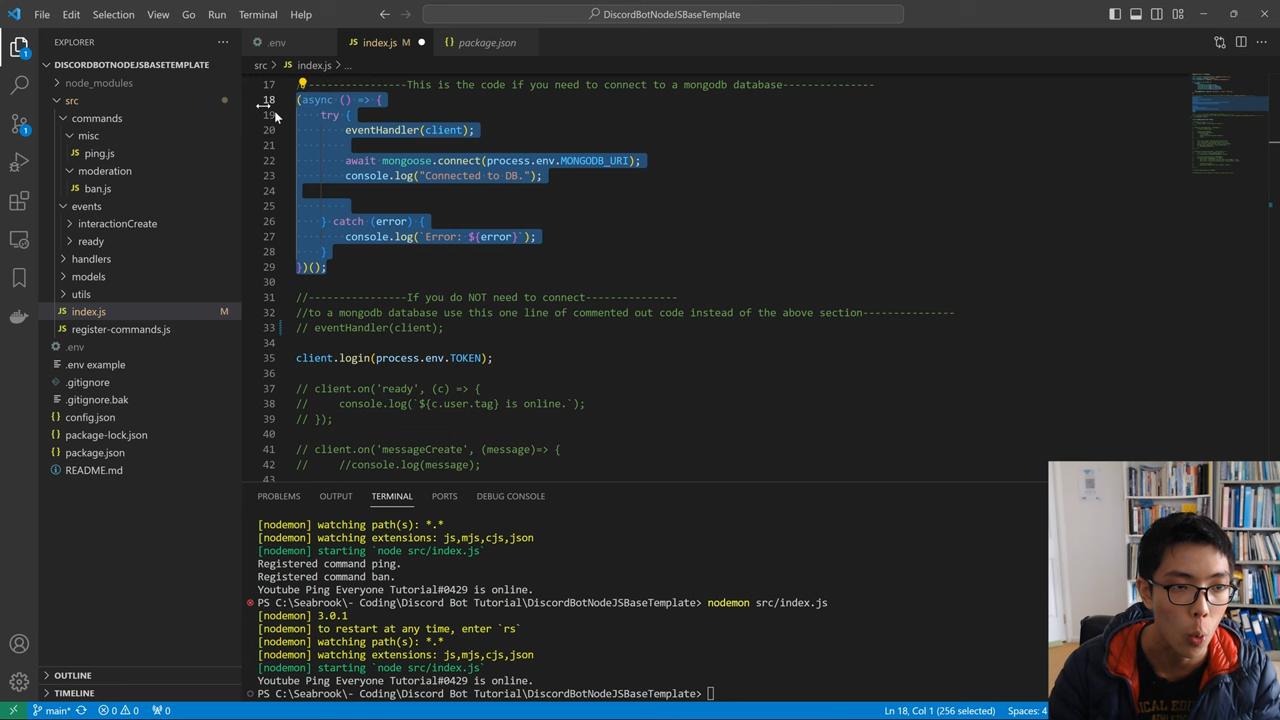 File Edit Selection View Go Run Terminal Help
DiscordBotNodeJSBaseTemplate
EXPLORER
DISCORDBOTNODEJSBASETEMPLATE
node_modules
src
commands
misc
JS ping.js
moderation
JS ban.js
events
interactionCreate
ready
handlers
models
utils
JS index.js M
JS register-commands.js
.env
.env example
.gitignore
.gitignore.bak
config.json
package-lock.json
package.json
README.md
OUTLINE
TIMELINE
.env
JS index.js M
package.json
src > JS index.js > ...
17 //---------------This is the code if you need to connect to a mongodb database---------------
18 (async () => {
19 try {
20 eventHandler(client);
21
22 await mongoose.connect(process.env.MONGODB_URI);
23 console.log("Connected to DB.");
24
25
26 } catch (error) {
27 console.log(`Error: ${error}`);
28 }
29 })();
30
31 //---------------If you do NOT need to connect---------------
32 //to a mongodb database use this one line of commented out code instead of the above section---------------
33 // eventHandler(client);
34
35 client.login(process.env.TOKEN);
36
37 // client.on('ready', (c) => {
38 // console.log(`${c.user.tag} is online.`);
39 // });
40
41 // client.on('messageCreate', (message)=> {
42 // //console.log(message);
43
PROBLEMS OUTPUT TERMINAL PORTS DEBUG CONSOLE
[nodemon] watching path(s): *.*
[nodemon] watching extensions: js,mjs,cjs,json
[nodemon] starting `node src/index.js`
Registered command ping.
Registered command ban.
Youtube Ping Everyone Tutorial#0429 is online.
PS C:\Seabrook\- Coding\Discord Bot Tutorial\DiscordBotNodeJSBaseTemplate> nodemon src/index.js
[nodemon] 3.0.1
[nodemon] to restart at any time, enter `rs`
[nodemon] watching path(s): *.*
[nodemon] watching extensions: js,mjs,cjs,json
[nodemon] starting `node src/index.js`
Youtube Ping Everyone Tutorial#0429 is online.
PS C:\Seabrook\- Coding\Discord Bot Tutorial\DiscordBotNodeJSBaseTemplate>
main* 0 0 0
Ln 18, Col 1 (256 selected) Spaces: 4